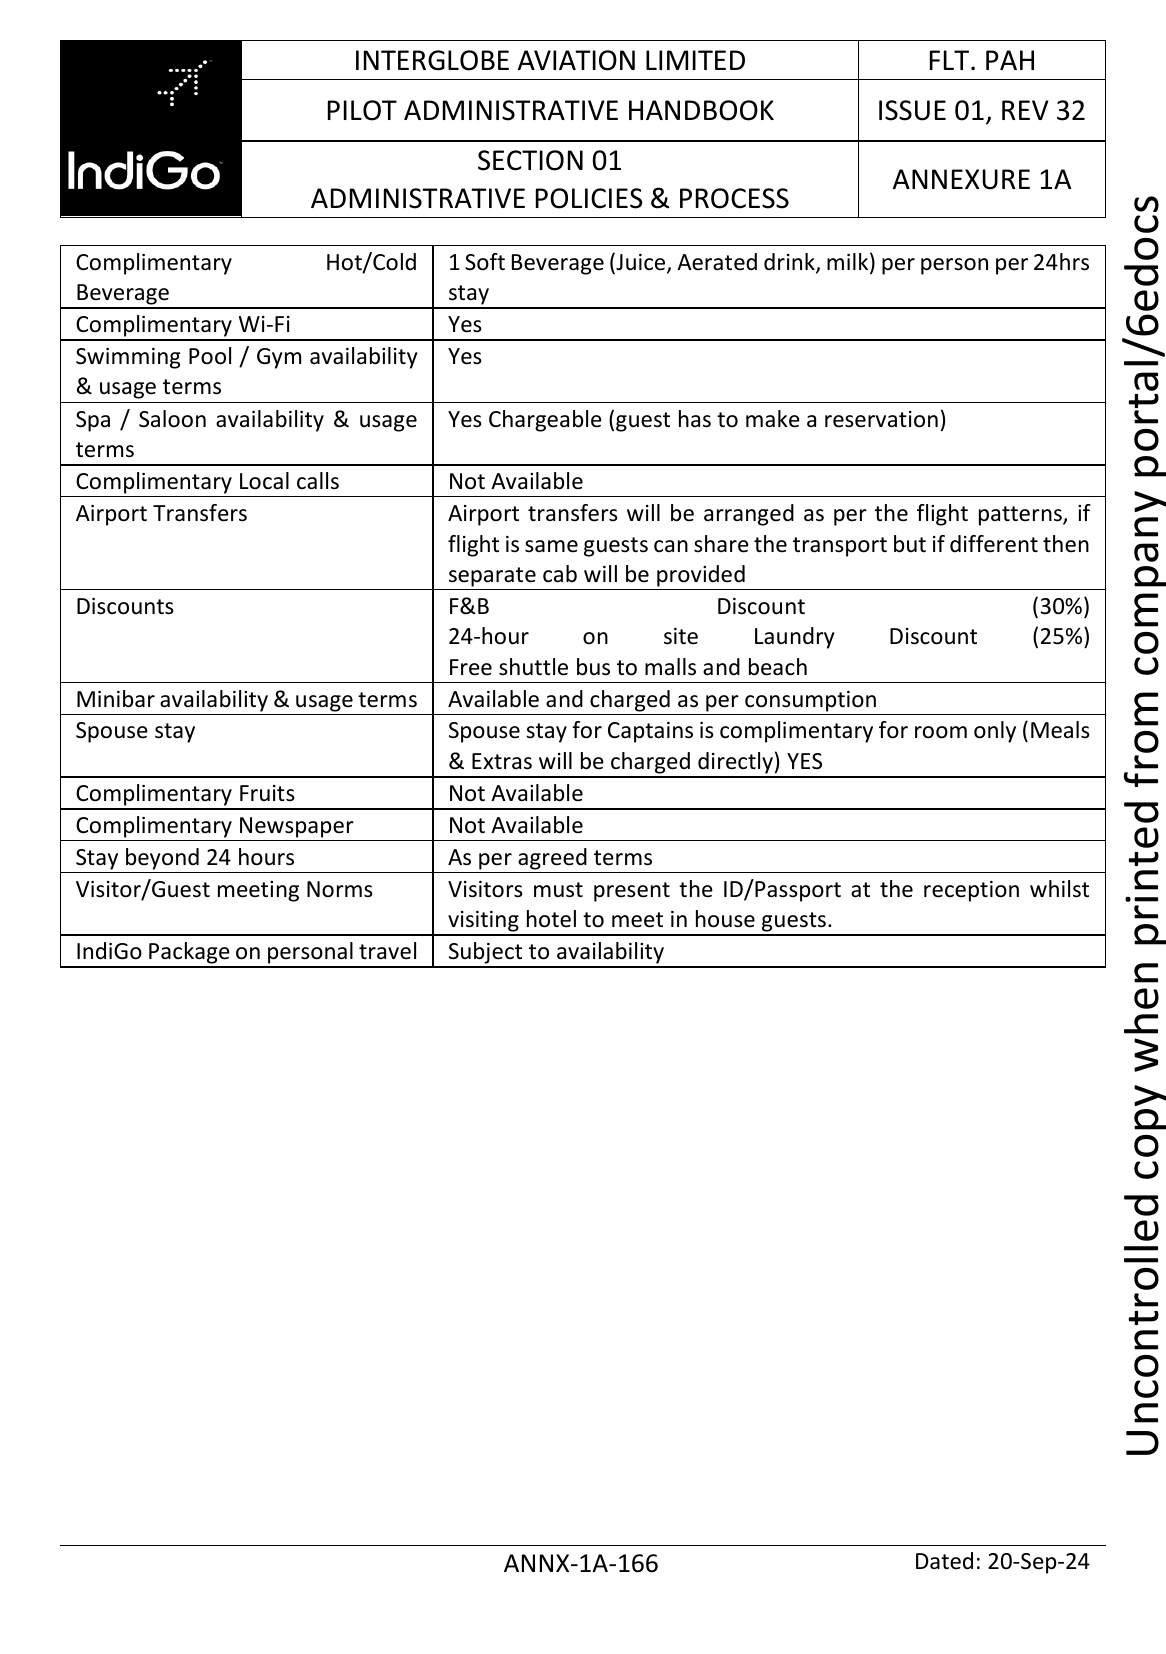 IndiGo
INTERGLOBE AVIATION LIMITED
FLT. PAH
PILOT ADMINISTRATIVE HANDBOOK
ISSUE 01, REV 32
SECTION 01
ADMINISTRATIVE POLICIES & PROCESS
ANNEXURE 1A
Complimentary Hot/Cold
Beverage
1 Soft Beverage (Juice, Aerated drink, milk) per person per 24hrs
stay
Complimentary Wi-Fi
Yes
Swimming Pool / Gym availability
& usage terms
Yes
Spa / Saloon availability & usage
terms
Yes Chargeable (guest has to make a reservation)
Complimentary Local calls
Not Available
Airport Transfers
Airport transfers will be arranged as per the flight patterns, if
flight is same guests can share the transport but if different then
separate cab will be provided
Discounts
F&B Discount (30%)
24-hour on site Laundry Discount (25%)
Free shuttle bus to malls and beach
Minibar availability & usage terms
Available and charged as per consumption
Spouse stay
Spouse stay for Captains is complimentary for room only (Meals
& Extras will be charged directly) YES
Complimentary Fruits
Not Available
Complimentary Newspaper
Not Available
Stay beyond 24 hours
As per agreed terms
Visitor/Guest meeting Norms
Visitors must present the ID/Passport at the reception whilst
visiting hotel to meet in house guests.
IndiGo Package on personal travel
Subject to availability
Uncontrolled copy when printed from company portal/6edocs
ANNX-1A-166
Dated: 20-Sep-24